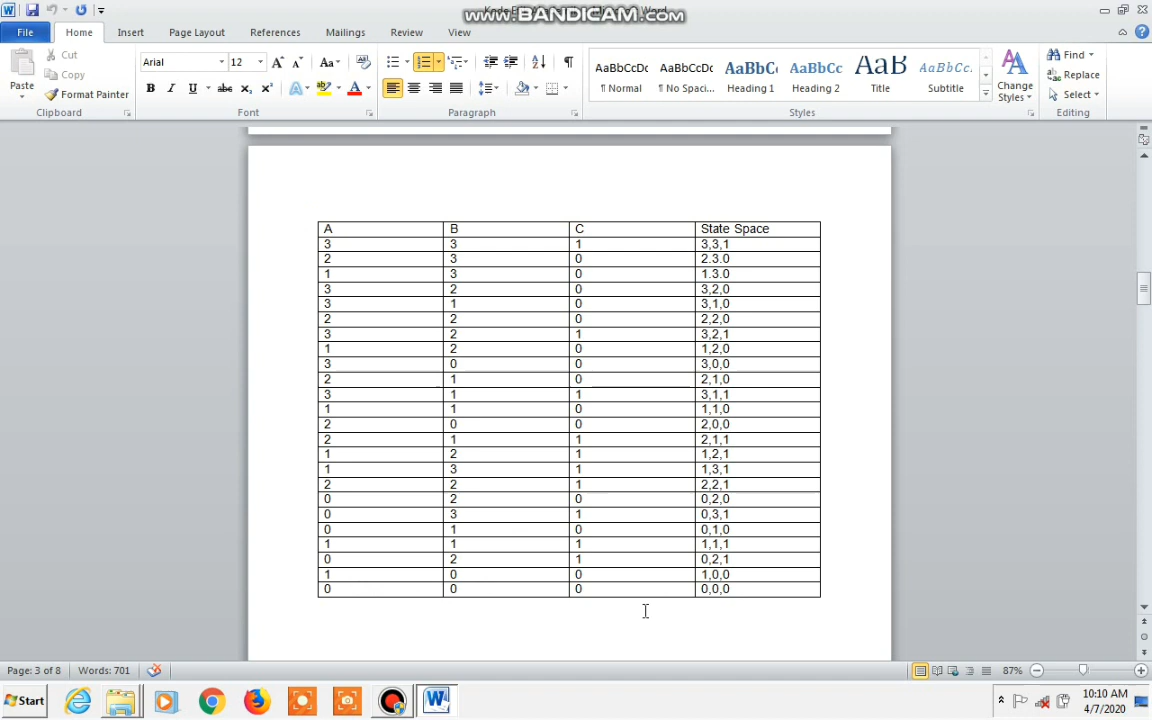 www.BANDICAM.com
File Home Insert Page Layout References Mailings Review View
Cut
Copy
Format Painter
Paste
Arial 12
AaBbCcDc AaBbCcDc AaBbC AaBbCc AaB AaBbCc.
¶ Normal ¶ No Spaci... Heading 1 Heading 2 Title Subtitle
Change Styles
Find
Replace
Select
Clipboard Font Paragraph Styles Editing
A B C State Space
3 3 1 3,3,1
2 3 0 2.3.0
1 3 0 1.3.0
3 2 0 3,2,0
3 1 0 3,1,0
2 2 0 2,2,0
3 2 1 3,2,1
1 2 0 1,2,0
3 0 0 3,0,0
2 1 0 2,1,0
3 1 1 3,1,1
1 1 0 1,1,0
2 0 0 2,0,0
2 1 1 2,1,1
1 2 1 1,2,1
1 3 1 1,3,1
2 2 1 2,2,1
0 2 0 0,2,0
0 3 1 0,3,1
0 1 0 0,1,0
1 1 1 1,1,1
0 2 1 0,2,1
1 0 0 1,0,0
0 0 0 0,0,0
Page: 3 of 8 Words: 701 87%
Start 10:10 AM
4/7/2020